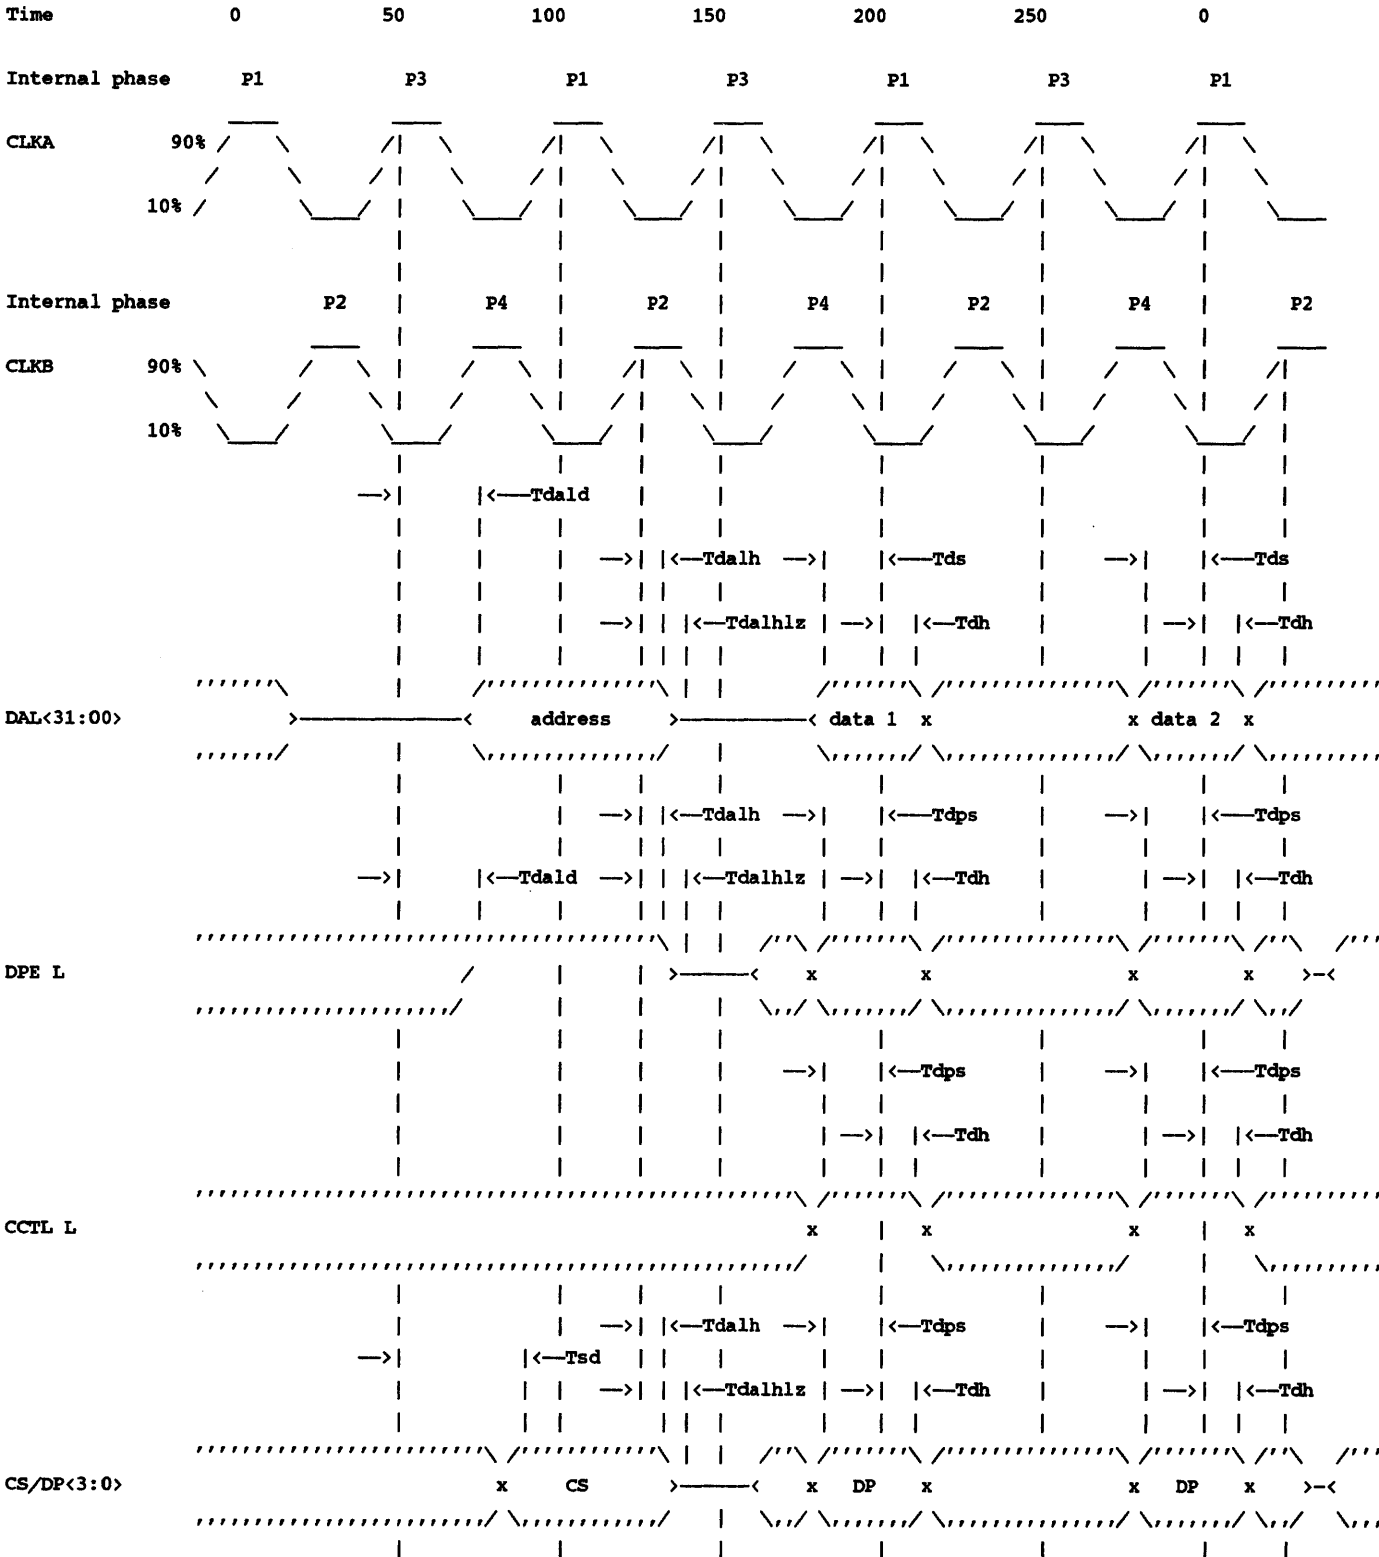 Time 0 50 100 150 200 250 0
Internal phase P1 P3 P1 P3 P1 P3 P1
CLKA 90%
10%
Internal phase P2 P4 P2 P4 P2 P4 P2
CLKB 90%
10%
Tdald
Tdalh Tds Tds
Tdalhlz Tdh Tdh
DAL<31:00> address data 1 x x data 2 x
Tdalh Tdps Tdps
Tdald Tdalhlz Tdh Tdh
DPE L x x x x
Tdps Tdps
Tdh Tdh
CCTL L x x x x
Tdalh Tdps Tdps
Tsd
Tdalhlz Tdh Tdh
CS/DP<3:0> x CS x DP x x DP x